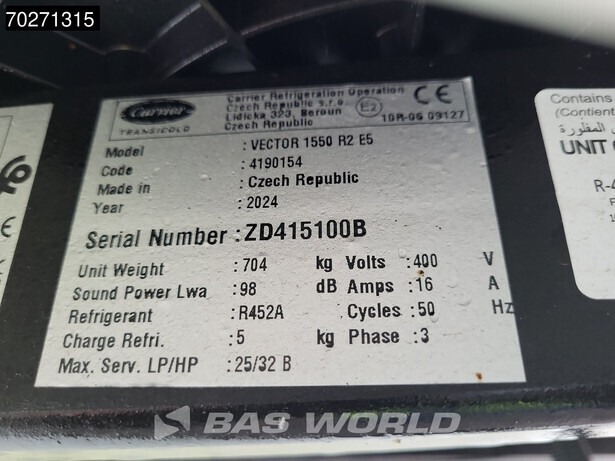 70271315
Carrier
TRANSICOLD
Carrier Refrigeration Operation
Czech Republic s.r.o.
Lidicka 323, Beroun
Czech Republic
CE
E2
10R-06 09127
Model : VECTOR 1550 R2 E5
Code : 4190154
Made in : Czech Republic
Year : 2024
Serial Number : ZD415100B
Unit Weight : 704 kg Volts : 400 V
Sound Power Lwa : 98 dB Amps : 16 A
Refrigerant : R452A Cycles : 50 Hz
Charge Refri. : 5 kg Phase : 3
Max. Serv. LP/HP : 25/32 B
Contains
(Contient
UNIT
R-4
BAS WORLD